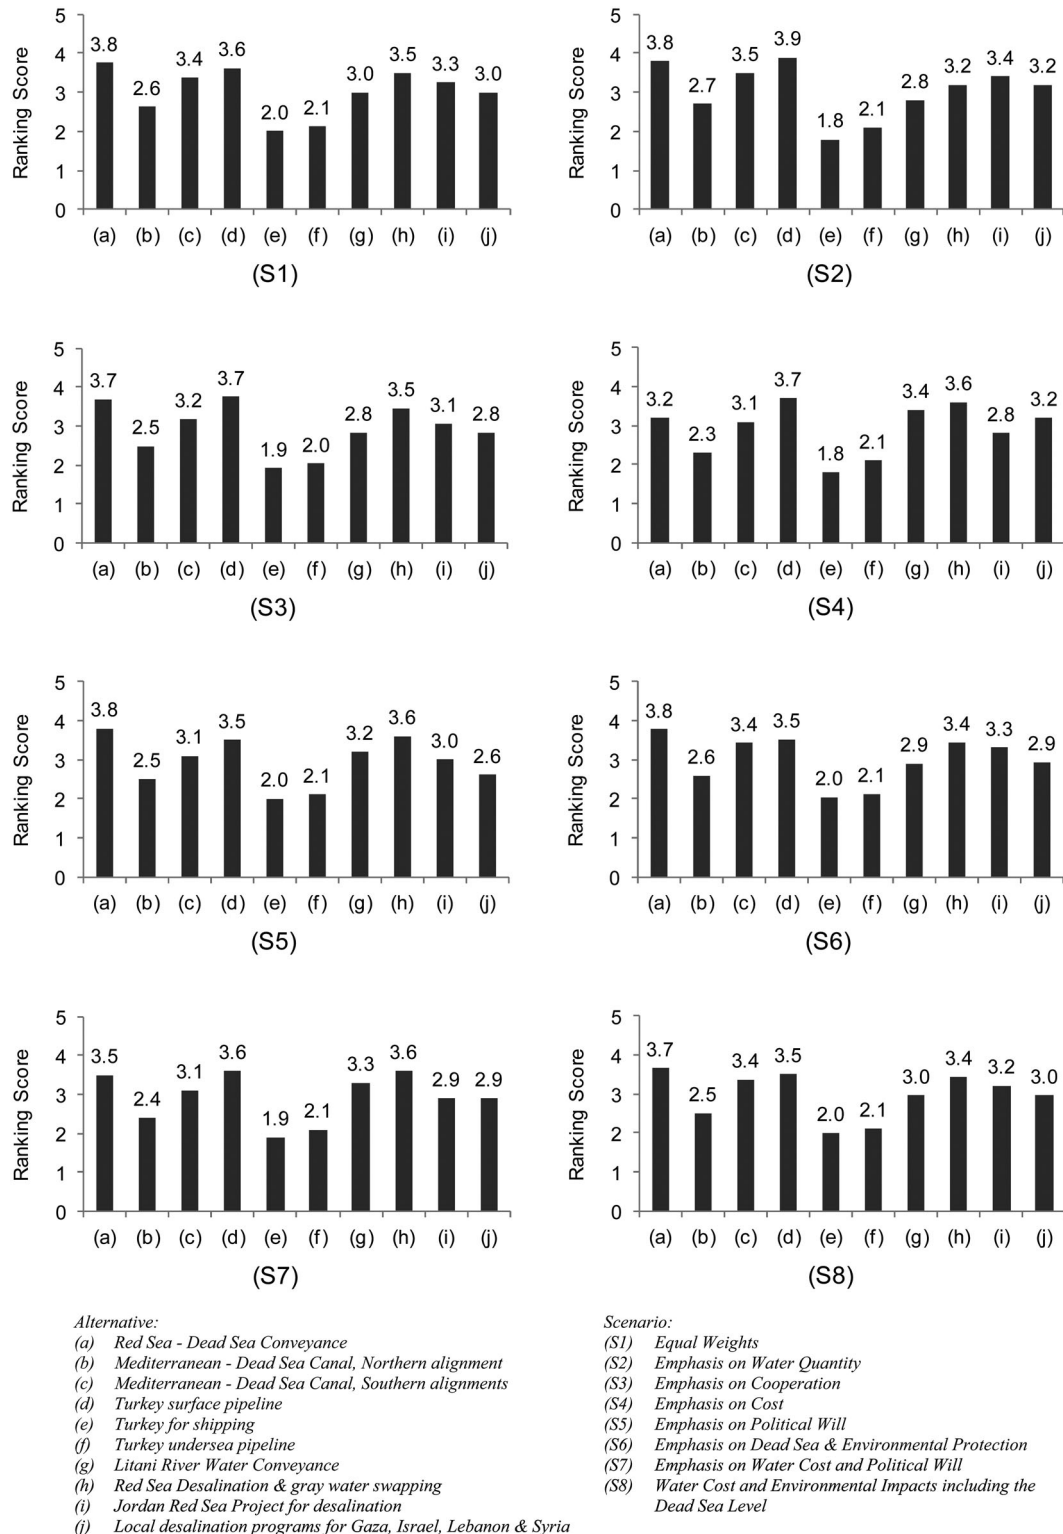 Ranking Score
5
4
3
2
1
0
3.8 2.6 3.4 3.6 2.0 2.1 3.0 3.5 3.3 3.0
(a) (b) (c) (d) (e) (f) (g) (h) (i) (j)
(S1)
Ranking Score
5
4
3
2
1
0
3.8 2.7 3.5 3.9 1.8 2.1 2.8 3.2 3.4 3.2
(a) (b) (c) (d) (e) (f) (g) (h) (i) (j)
(S2)
Ranking Score
5
4
3
2
1
0
3.7 2.5 3.2 3.7 1.9 2.0 2.8 3.5 3.1 2.8
(a) (b) (c) (d) (e) (f) (g) (h) (i) (j)
(S3)
Ranking Score
5
4
3
2
1
0
3.2 2.3 3.1 3.7 1.8 2.1 3.4 3.6 2.8 3.2
(a) (b) (c) (d) (e) (f) (g) (h) (i) (j)
(S4)
Ranking Score
5
4
3
2
1
0
3.8 2.5 3.1 3.5 2.0 2.1 3.2 3.6 3.0 2.6
(a) (b) (c) (d) (e) (f) (g) (h) (i) (j)
(S5)
Ranking Score
5
4
3
2
1
0
3.8 2.6 3.4 3.5 2.0 2.1 2.9 3.4 3.3 2.9
(a) (b) (c) (d) (e) (f) (g) (h) (i) (j)
(S6)
Ranking Score
5
4
3
2
1
0
3.5 2.4 3.1 3.6 1.9 2.1 3.3 3.6 2.9 2.9
(a) (b) (c) (d) (e) (f) (g) (h) (i) (j)
(S7)
Ranking Score
5
4
3
2
1
0
3.7 2.5 3.4 3.5 2.0 2.1 3.0 3.4 3.2 3.0
(a) (b) (c) (d) (e) (f) (g) (h) (i) (j)
(S8)
Alternative:
(a) Red Sea - Dead Sea Conveyance
(b) Mediterranean - Dead Sea Canal, Northern alignment
(c) Mediterranean - Dead Sea Canal, Southern alignments
(d) Turkey surface pipeline
(e) Turkey for shipping
(f) Turkey undersea pipeline
(g) Litani River Water Conveyance
(h) Red Sea Desalination & gray water swapping
(i) Jordan Red Sea Project for desalination
(j) Local desalination programs for Gaza, Israel, Lebanon & Syria
Scenario:
(S1) Equal Weights
(S2) Emphasis on Water Quantity
(S3) Emphasis on Cooperation
(S4) Emphasis on Cost
(S5) Emphasis on Political Will
(S6) Emphasis on Dead Sea & Environmental Protection
(S7) Emphasis on Water Cost and Political Will
(S8) Water Cost and Environmental Impacts including the
Dead Sea Level